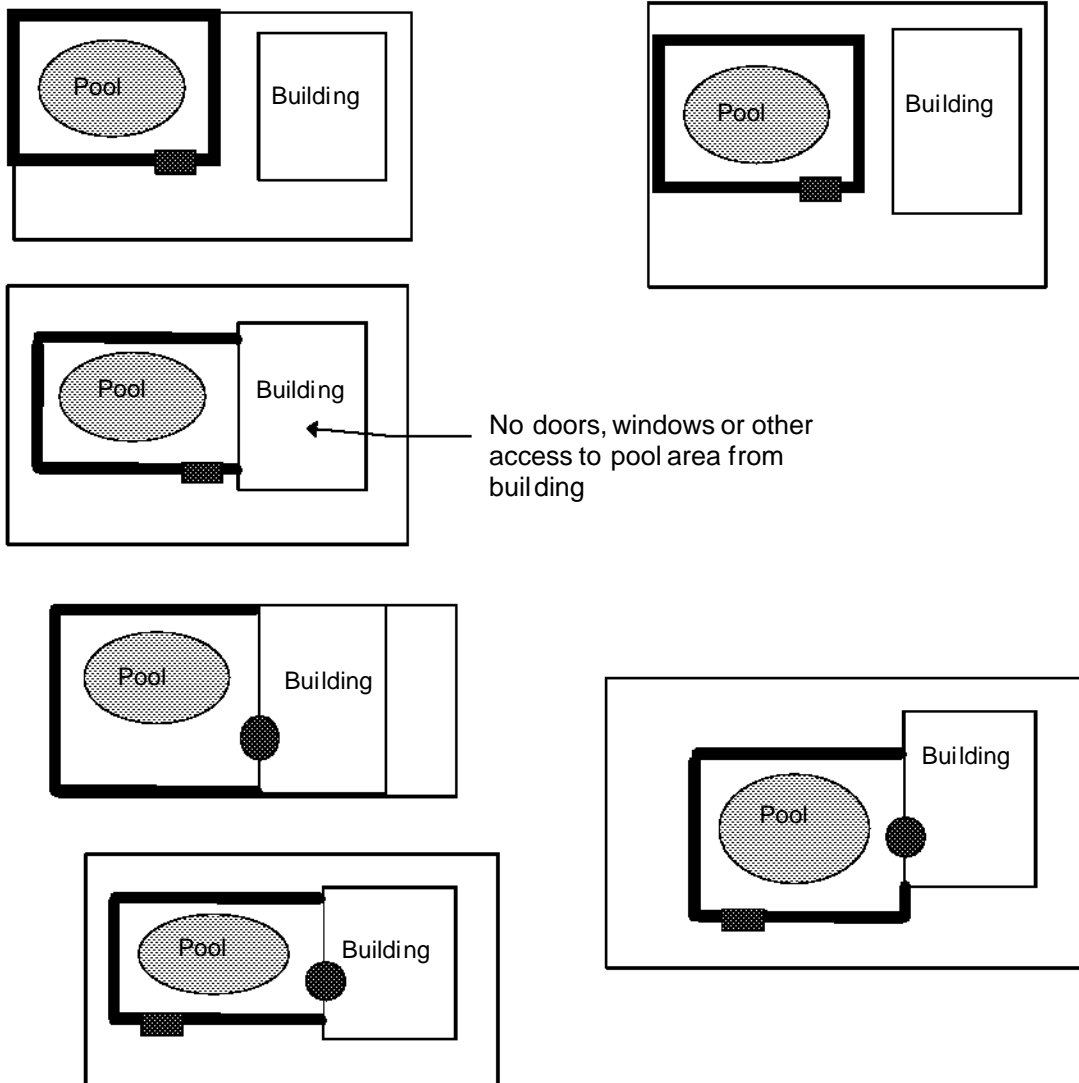 Pool
Building
Pool
Building
Pool
Building
No doors, windows or other
access to pool area from
building
Pool
Building
Pool
Building
Pool
Building